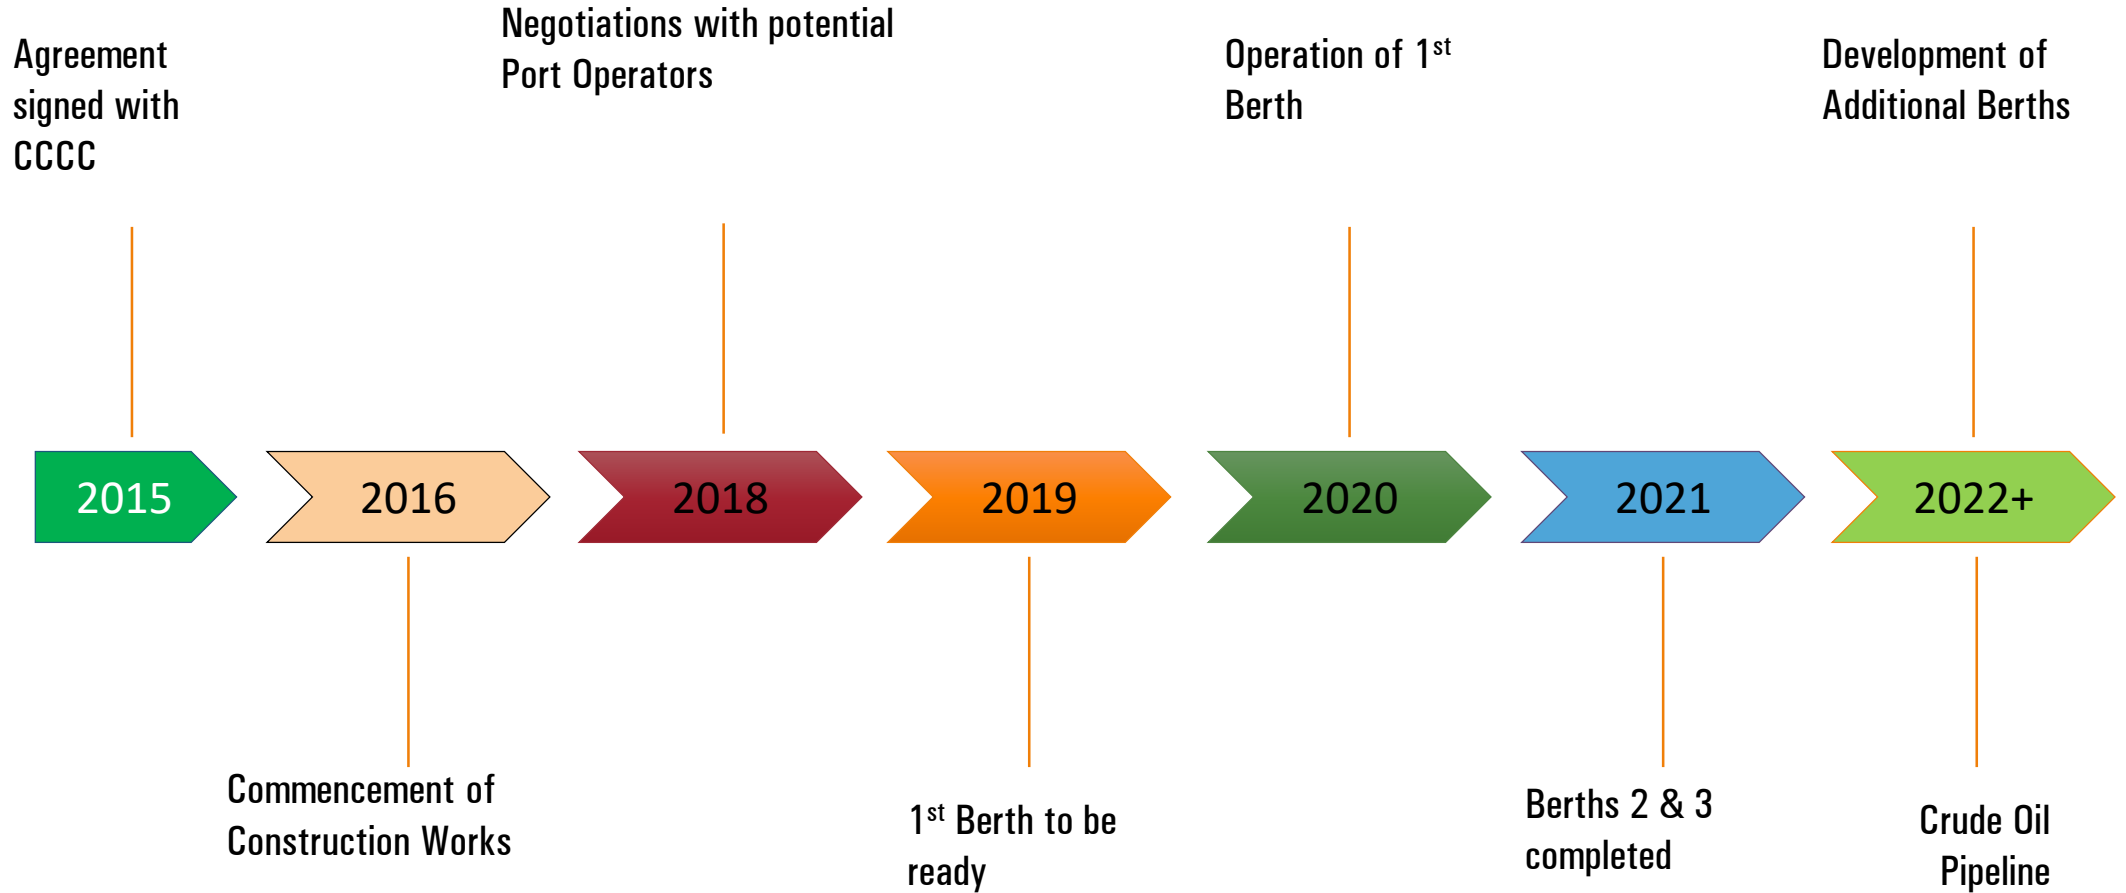 Agreement
signed with
CCCC
Negotiations with potential
Port Operators
Operation of 1st
Berth
Development of
Additional Berths
2015
2016
2018
2019
2020
2021
2022+
Commencement of
Construction Works
1st Berth to be
ready
Berths 2 & 3
completed
Crude Oil
Pipeline